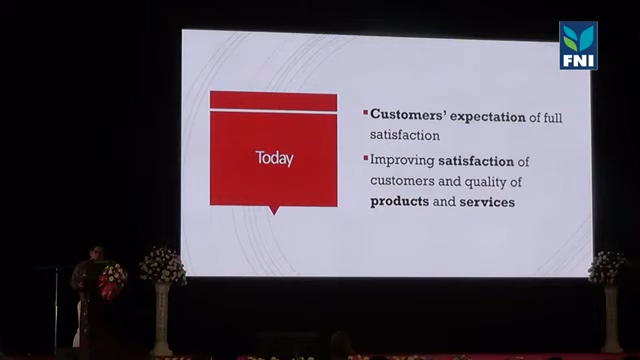 FNI
Today
▪Customers’ expectation of full
satisfaction
▪Improving satisfaction of
customers and quality of
products and services